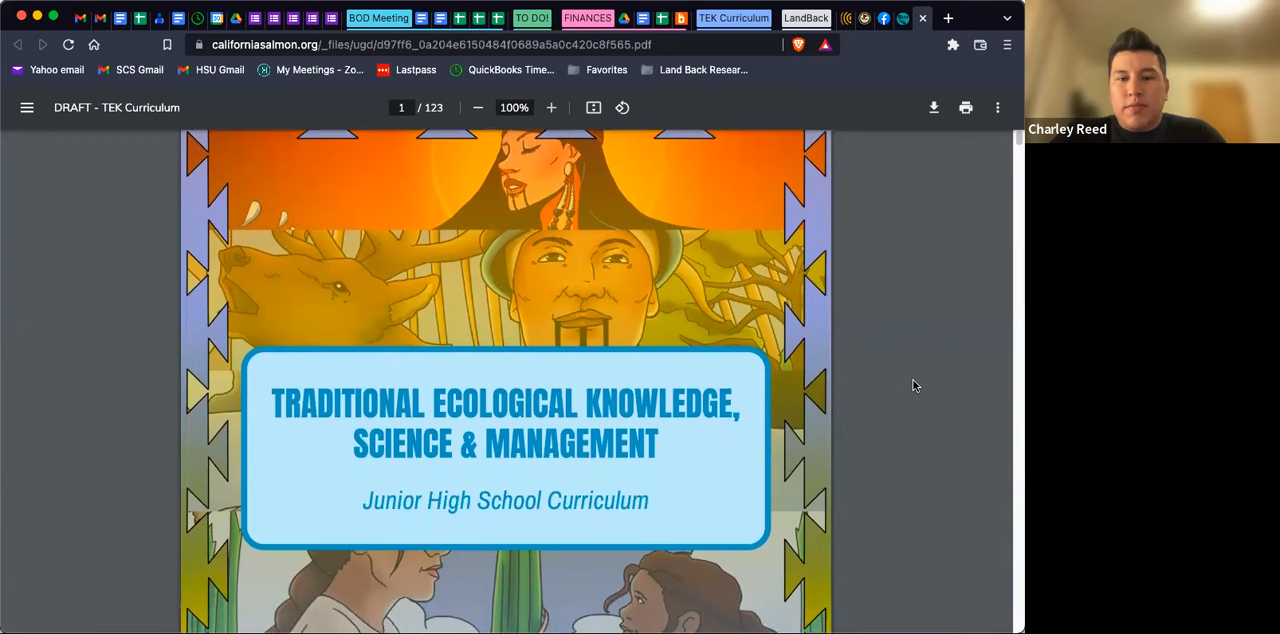 BOD Meeting
TO DO!
FINANCES
TEK Curriculum
LandBack
californiasalmon.org/_files/ugd/d97ff6_0a204e6150484f0689a5a0c420c8f565.pdf
Yahoo email
SCS Gmail
HSU Gmail
My Meetings - Zo...
Lastpass
QuickBooks Time...
Favorites
Land Back Resear...
DRAFT - TEK Curriculum
1 / 123
100%
Charley Reed
TRADITIONAL ECOLOGICAL KNOWLEDGE,
SCIENCE & MANAGEMENT
Junior High School Curriculum